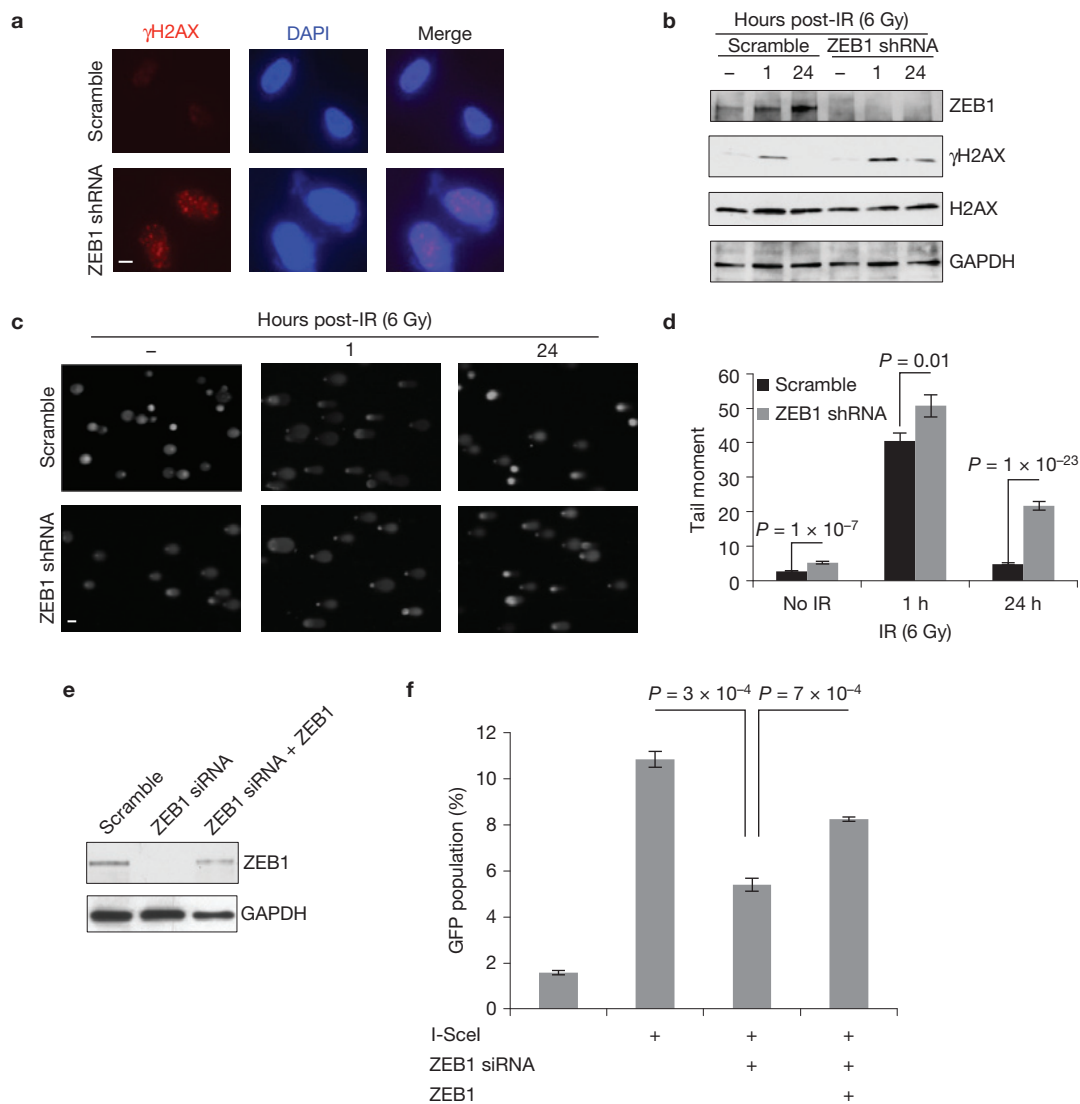 a
γH2AX DAPI Merge
Scramble
ZEB1 shRNA
b
Hours post-IR (6 Gy)
Scramble ZEB1 shRNA
– 1 24 – 1 24
ZEB1
γH2AX
H2AX
GAPDH
c
Hours post-IR (6 Gy)
– 1 24
Scramble
ZEB1 shRNA
d
P = 0.01
Scramble
ZEB1 shRNA
P = 1 × 10–23
P = 1 × 10–7
Tail moment
60
50
40
30
20
10
0
No IR 1 h 24 h
IR (6 Gy)
e
Scramble
ZEB1 siRNA
ZEB1 siRNA + ZEB1
ZEB1
GAPDH
f
P = 3 × 10–4 P = 7 × 10–4
GFP population (%)
12
10
8
6
4
2
0
I-SceI + + +
ZEB1 siRNA + +
ZEB1 +